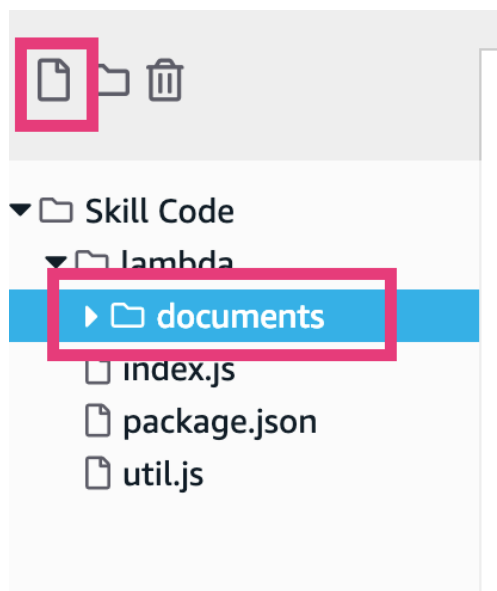 Skill Code
lambda
documents
index.js
package.json
util.js